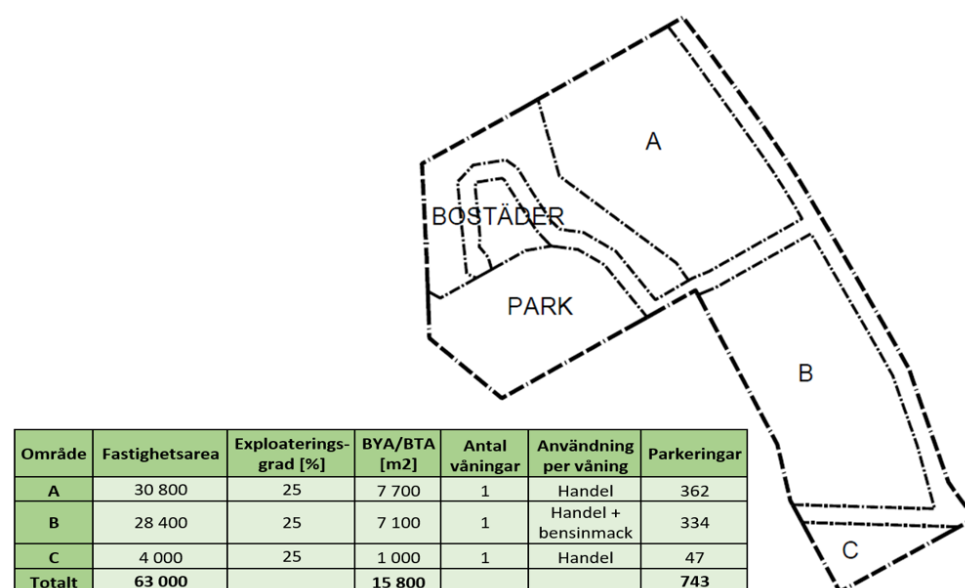 A
BOSTÄDER
PARK
B
C
Område Fastighetsarea Exploaterings-grad [%] BYA/BTA [m2] Antal våningar Användning per våning Parkeringar
A 30 800 25 7 700 1 Handel 362
B 28 400 25 7 100 1 Handel + bensinmack 334
C 4 000 25 1 000 1 Handel 47
Totalt 63 000 15 800 743